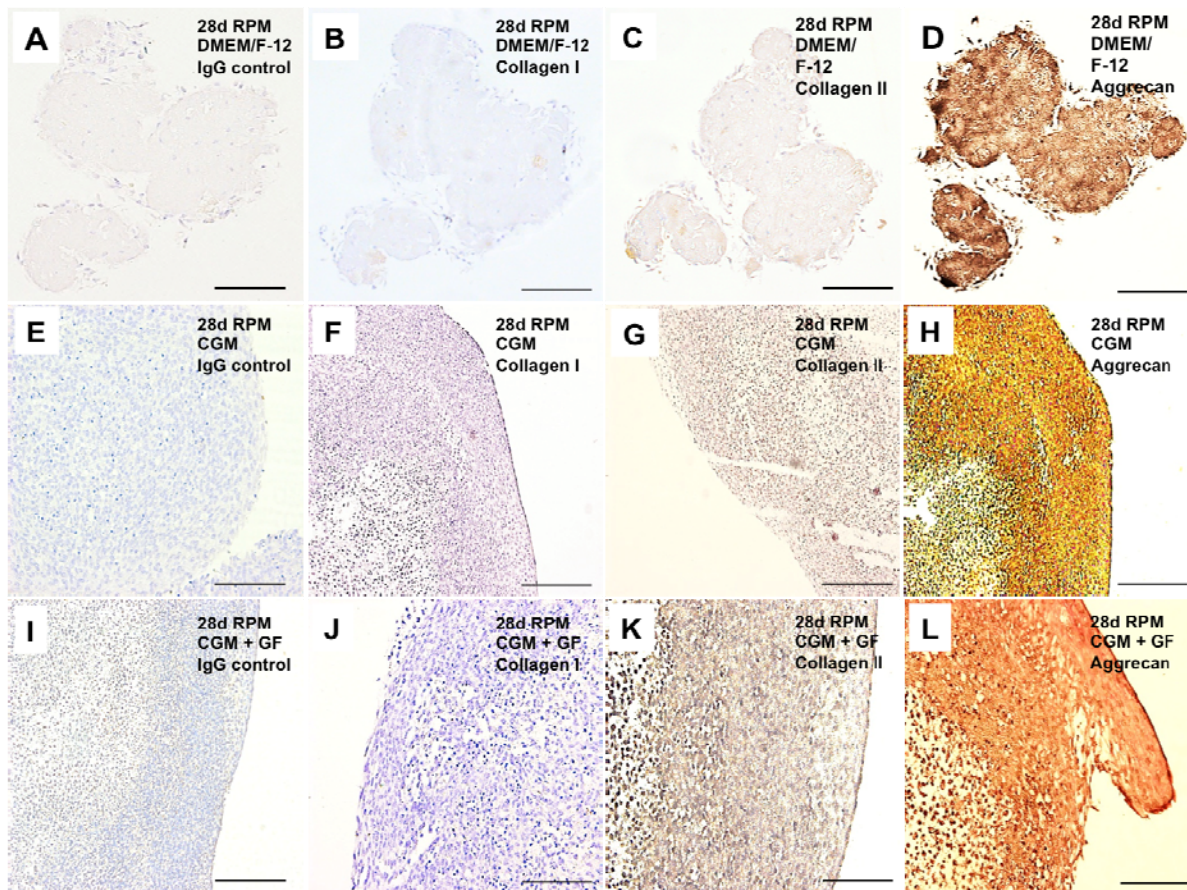 A
28d RPM
DMEM/F-12
IgG control
B
28d RPM
DMEM/F-12
Collagen I
C
28d RPM
DMEM/
F-12
Collagen II
D
28d RPM
DMEM/
F-12
Aggrecan
E
28d RPM
CGM
IgG control
F
28d RPM
CGM
Collagen I
G
28d RPM
CGM
Collagen II
H
28d RPM
CGM
Aggrecan
I
28d RPM
CGM + GF
IgG control
J
28d RPM
CGM + GF
Collagen I
K
28d RPM
CGM + GF
Collagen II
L
28d RPM
CGM + GF
Aggrecan